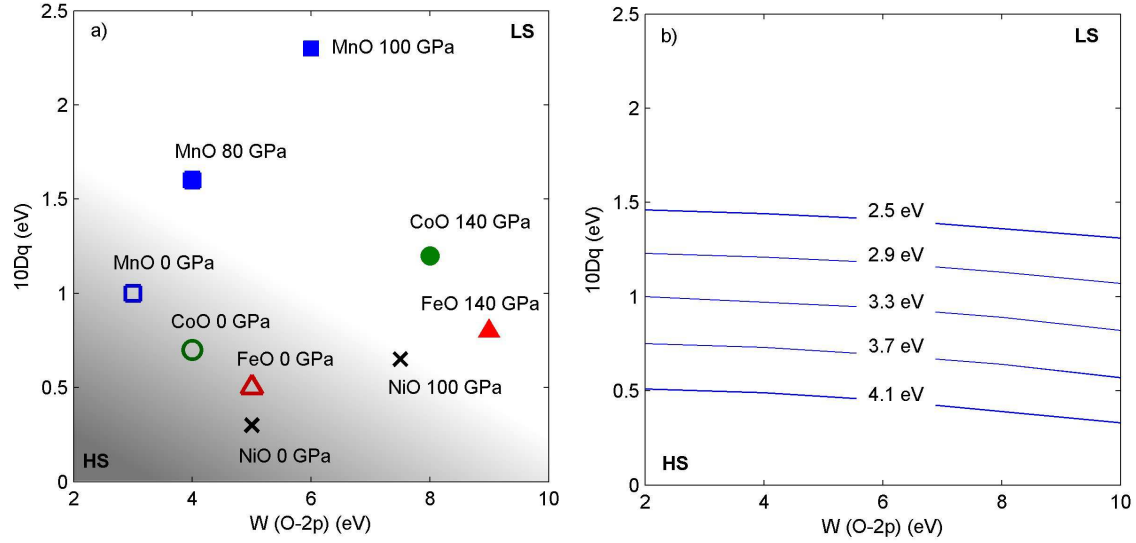 a)
LS
MnO 100 GPa
MnO 80 GPa
CoO 140 GPa
MnO 0 GPa
FeO 140 GPa
CoO 0 GPa
FeO 0 GPa
NiO 100 GPa
NiO 0 GPa
HS
2.5
2
1.5
1
0.5
0
10Dq (eV)
2
4
6
8
10
W (O-2p) (eV)
b)
LS
2.5 eV
2.9 eV
3.3 eV
3.7 eV
4.1 eV
HS
2.5
2
1.5
1
0.5
0
10Dq (eV)
2
4
6
8
10
W (O-2p) (eV)